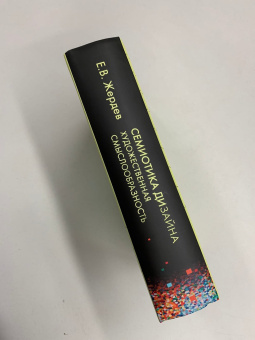 Е.В. Жердев
СЕМИОТИКА ДИЗАЙНА
ХУДОЖЕСТВЕННАЯ
СМЫСЛООБРАЗНОСТЬ